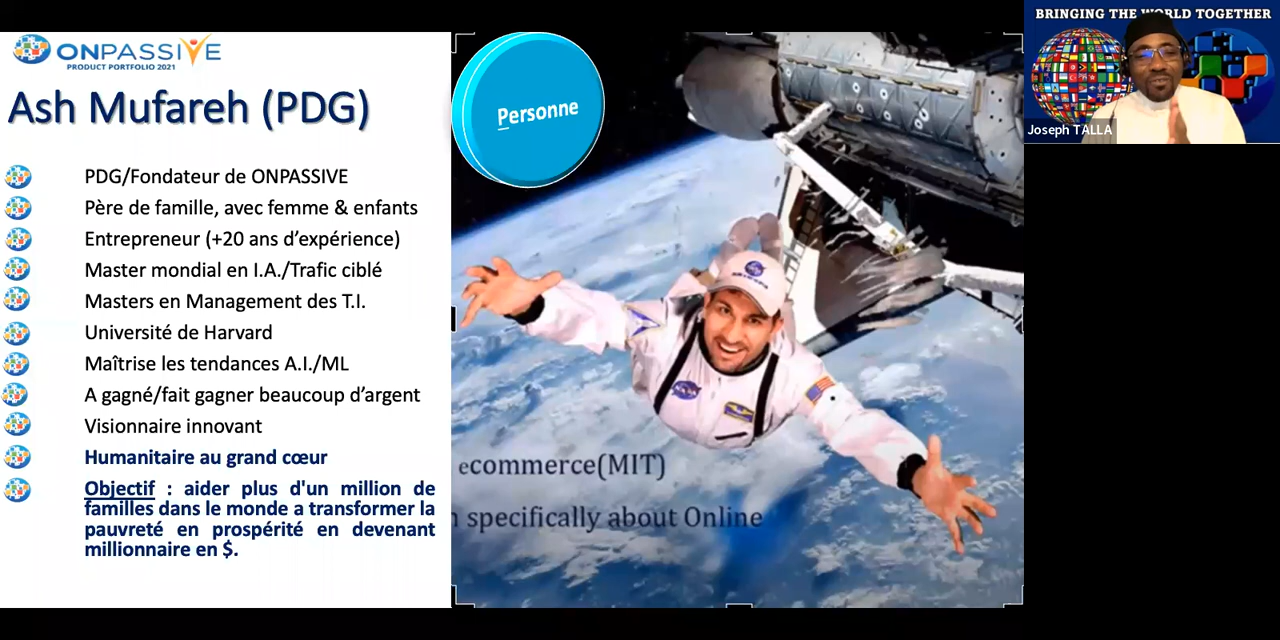 ONPASSIVE
PRODUCT PORTFOLIO 2021
Ash Mufareh (PDG)
PDG/Fondateur de ONPASSIVE
Père de famille, avec femme & enfants
Entrepreneur (+20 ans d’expérience)
Master mondial en I.A./Trafic ciblé
Masters en Management des T.I.
Université de Harvard
Maîtrise les tendances A.I./ML
A gagné/fait gagner beaucoup d’argent
Visionnaire innovant
Humanitaire au grand cœur
Objectif : aider plus d'un million de
familles dans le monde a transformer la
pauvreté en prospérité en devenant
millionnaire en $.
Personne
NASA
ecommerce(MIT)
specifically about Online
BRINGING THE WORLD TOGETHER
Joseph TALLA